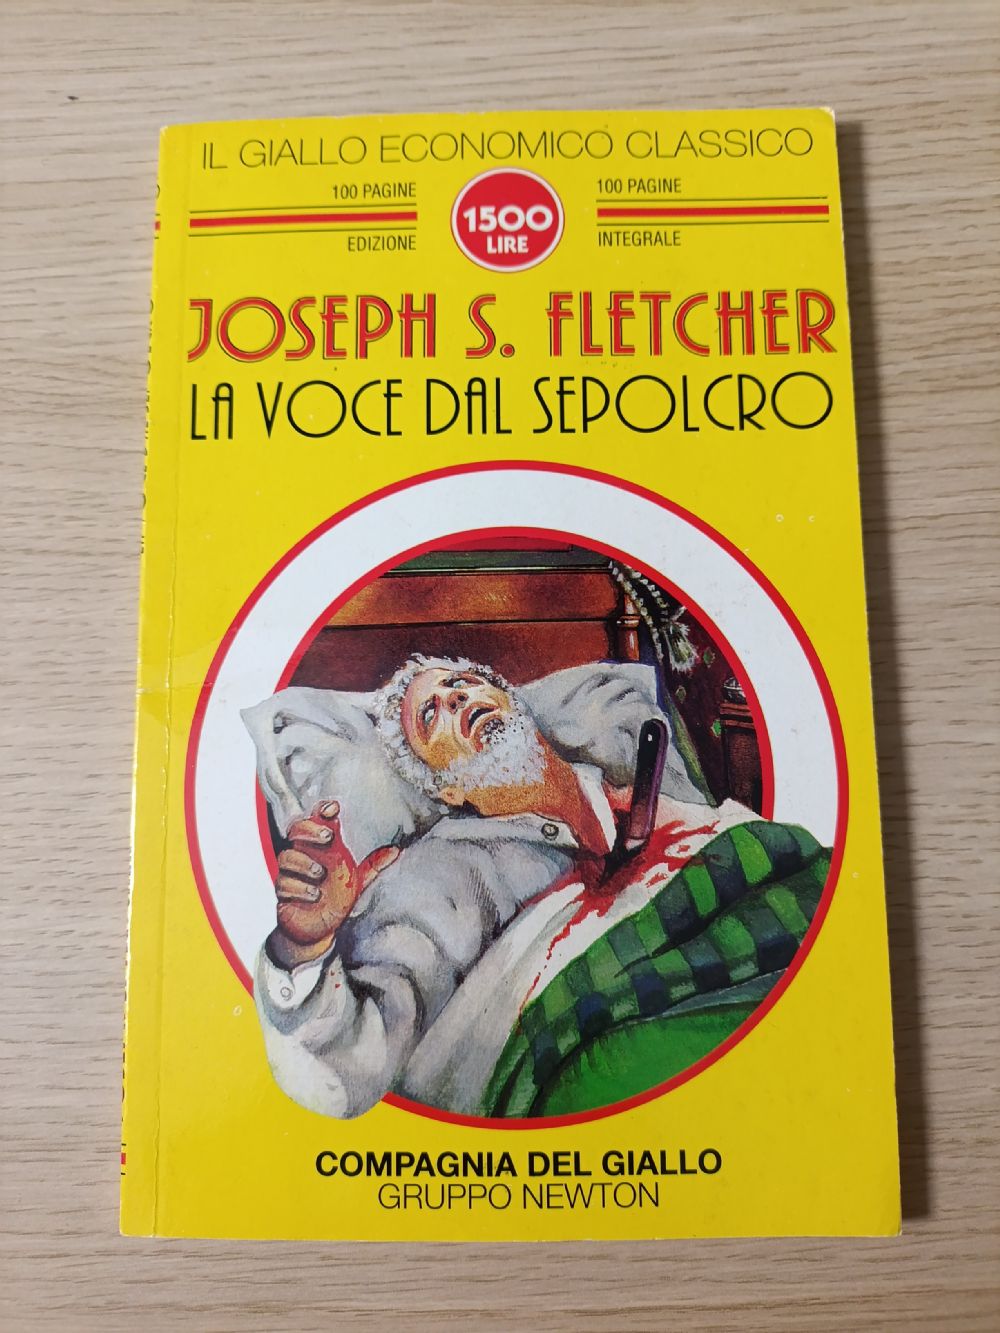 IL GIALLO ECONOMICO CLASSICO
100 PAGINE
EDIZIONE
1500
LIRE
100 PAGINE
INTEGRALE
JOSEPH S. FLETCHER
LA VOCE DAL SEPOLCRO
COMPAGNIA DEL GIALLO
GRUPPO NEWTON